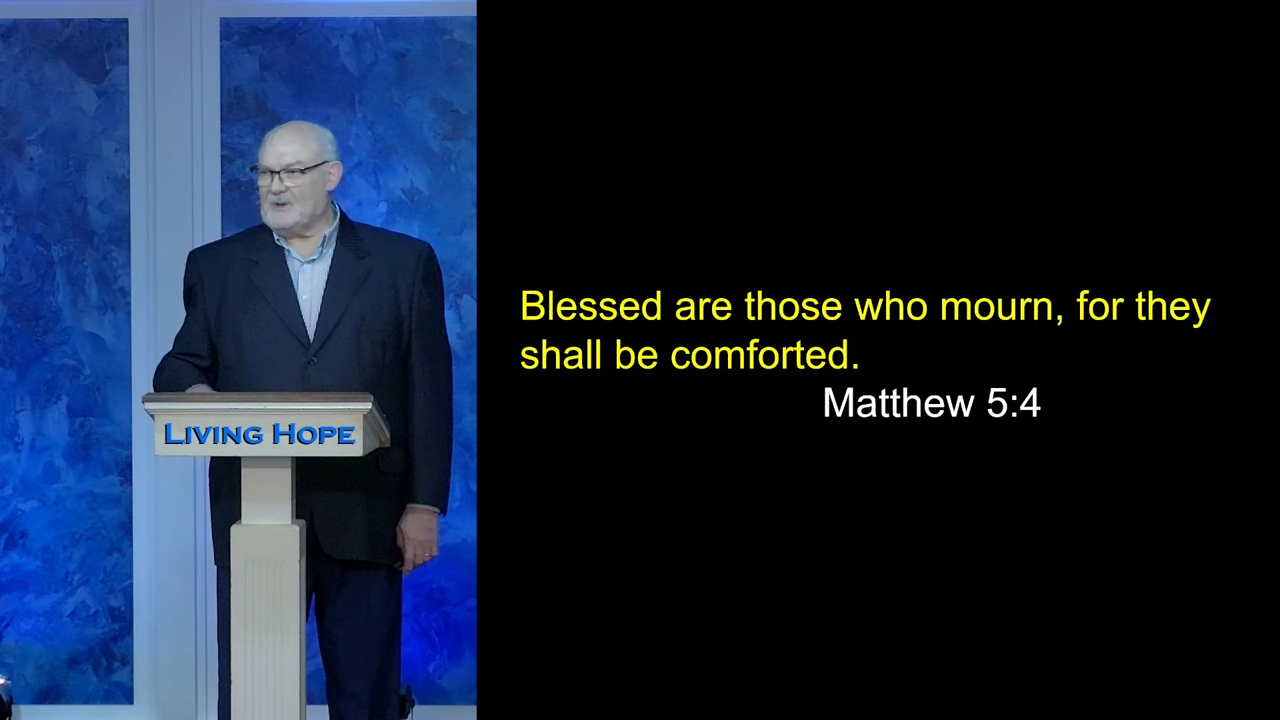 Living Hope
Blessed are those who mourn, for they
shall be comforted.
Matthew 5:4